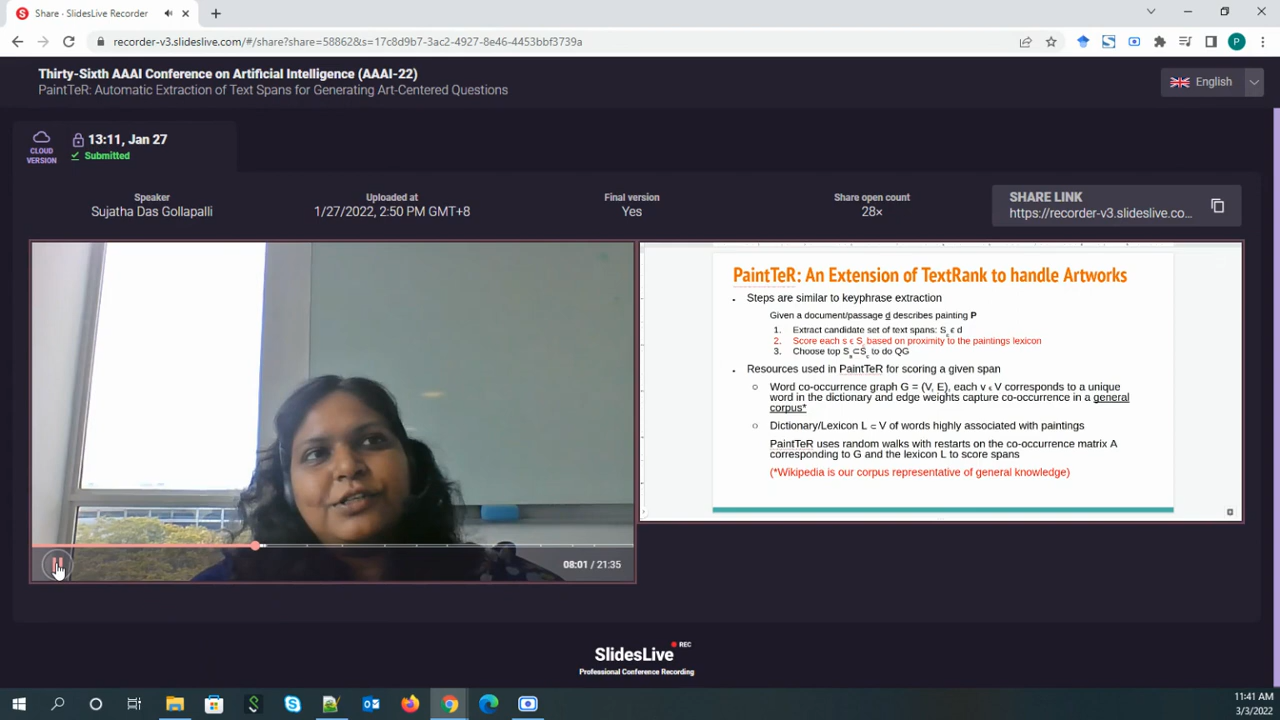 Share - SlidesLive Recorder
recorder-v3.slideslive.com/#/share?share=58862&s=17c8d9b7-3ac2-4927-8e46-4453bbf3739a
P
Thirty-Sixth AAAI Conference on Artificial Intelligence (AAAI-22)
PaintTeR: Automatic Extraction of Text Spans for Generating Art-Centered Questions
English
CLOUD
VERSION
13:11, Jan 27
Submitted
Speaker
Sujatha Das Gollapalli
Uploaded at
1/27/2022, 2:50 PM GMT+8
Final version
Yes
Share open count
28×
SHARE LINK
https://recorder-v3.slideslive.co...
PaintTeR: An Extension of TextRank to handle Artworks
Steps are similar to keyphrase extraction
Given a document/passage d describes painting P
1. Extract candidate set of text spans: Sc ϵ d
2. Score each s ϵ Sc based on proximity to the paintings lexicon
3. Choose top Ss⊂Sc to do QG
Resources used in PaintTeR for scoring a given span
Word co-occurrence graph G = (V, E), each v ϵ V corresponds to a unique
word in the dictionary and edge weights capture co-occurrence in a general
corpus*
Dictionary/Lexicon L ⊂ V of words highly associated with paintings
PaintTeR uses random walks with restarts on the co-occurrence matrix A
corresponding to G and the lexicon L to score spans
(*Wikipedia is our corpus representative of general knowledge)
08:01 / 21:35
SlidesLive REC
Professional Conference Recording
11:41 AM
3/3/2022